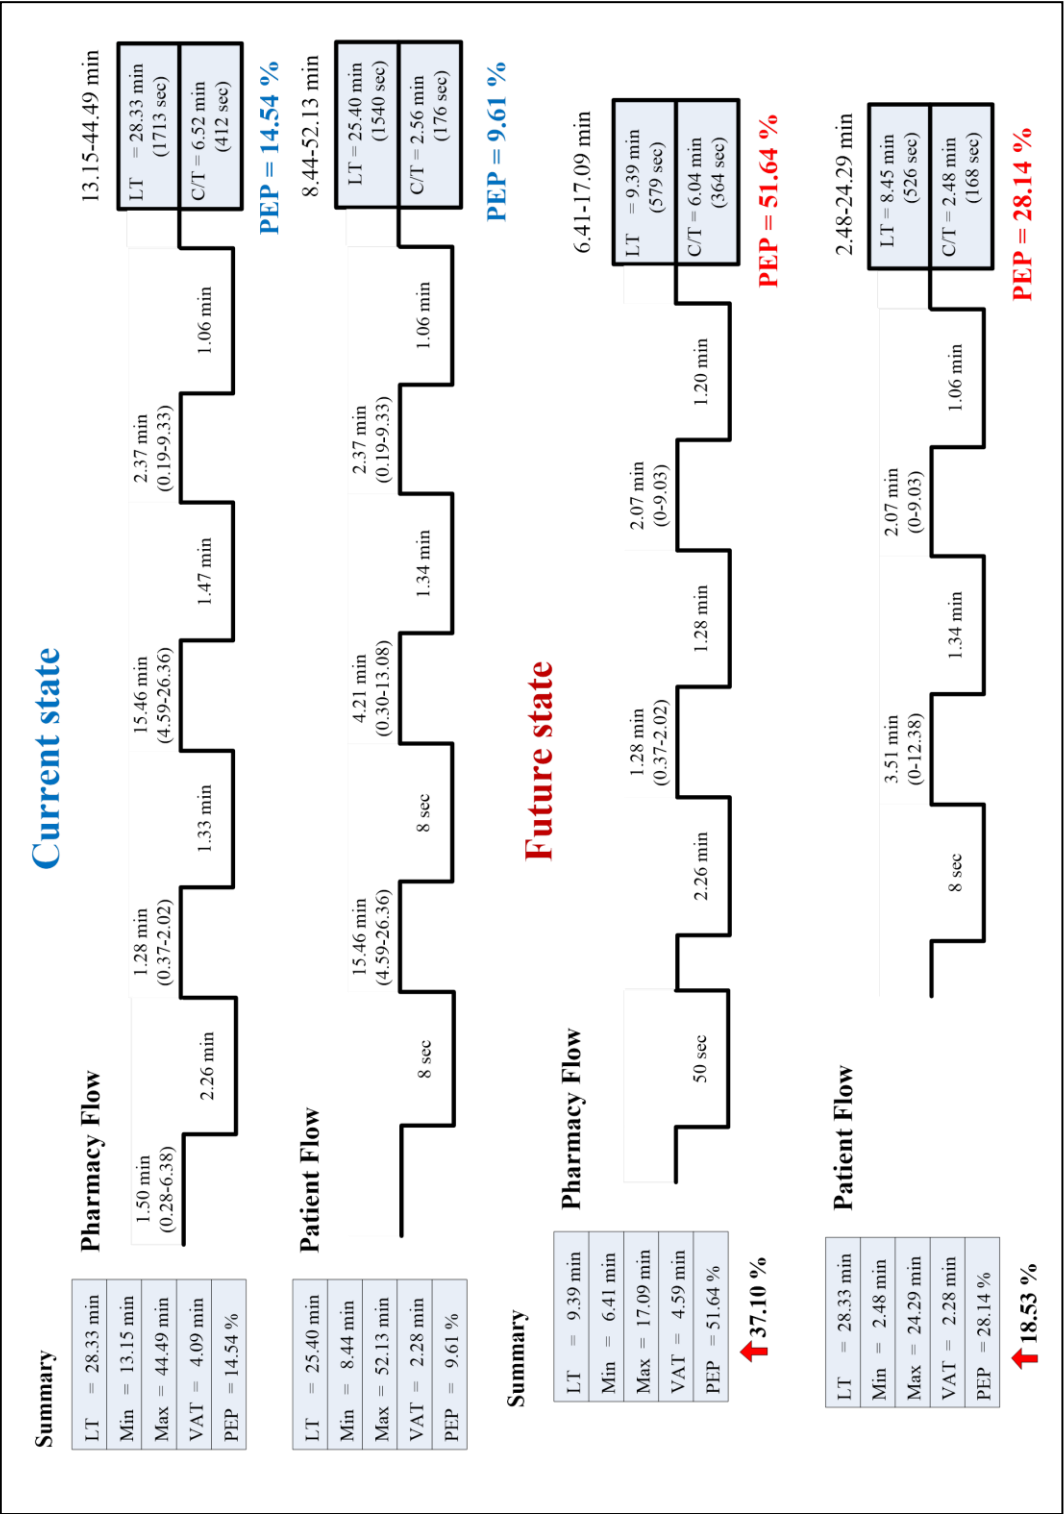 Current state
Summary
LT = 28.33 min
Min = 13.15 min
Max = 44.49 min
VAT = 4.09 min
PEP = 14.54 %
Pharmacy Flow
1.50 min
(0.28-6.38)
2.26 min
1.28 min
(0.37-2.02)
1.33 min
15.46 min
(4.59-26.36)
1.47 min
2.37 min
(0.19-9.33)
1.06 min
13.15-44.49 min
LT = 28.33 min
(1713 sec)
C/T = 6.52 min
(412 sec)
PEP = 14.54 %
LT = 25.40 min
Min = 8.44 min
Max = 52.13 min
VAT = 2.28 min
PEP = 9.61 %
Patient Flow
8 sec
15.46 min
(4.59-26.36)
8 sec
4.21 min
(0.30-13.08)
1.34 min
2.37 min
(0.19-9.33)
1.06 min
8.44-52.13 min
LT = 25.40 min
(1540 sec)
C/T = 2.56 min
(176 sec)
PEP = 9.61 %
Future state
Summary
LT = 9.39 min
Min = 6.41 min
Max = 17.09 min
VAT = 4.59 min
PEP = 51.64 %
37.10 %
Pharmacy Flow
50 sec
2.26 min
1.28 min
(0.37-2.02)
1.28 min
2.07 min
(0-9.03)
1.20 min
6.41-17.09 min
LT = 9.39 min
(579 sec)
C/T = 6.04 min
(364 sec)
PEP = 51.64 %
LT = 28.33 min
Min = 2.48 min
Max = 24.29 min
VAT = 2.28 min
PEP = 28.14 %
18.53 %
Patient Flow
8 sec
3.51 min
(0-12.38)
1.34 min
2.07 min
(0-9.03)
1.06 min
2.48-24.29 min
LT = 8.45 min
(526 sec)
C/T = 2.48 min
(168 sec)
PEP = 28.14 %